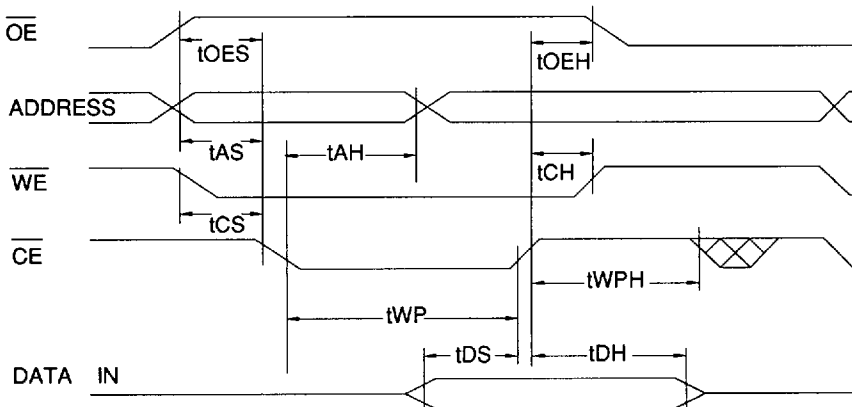 OE
tOES
tOEH
ADDRESS
tAS
tAH
WE
tCH
tCS
CE
tWPH
tWP
tDS
tDH
DATA IN